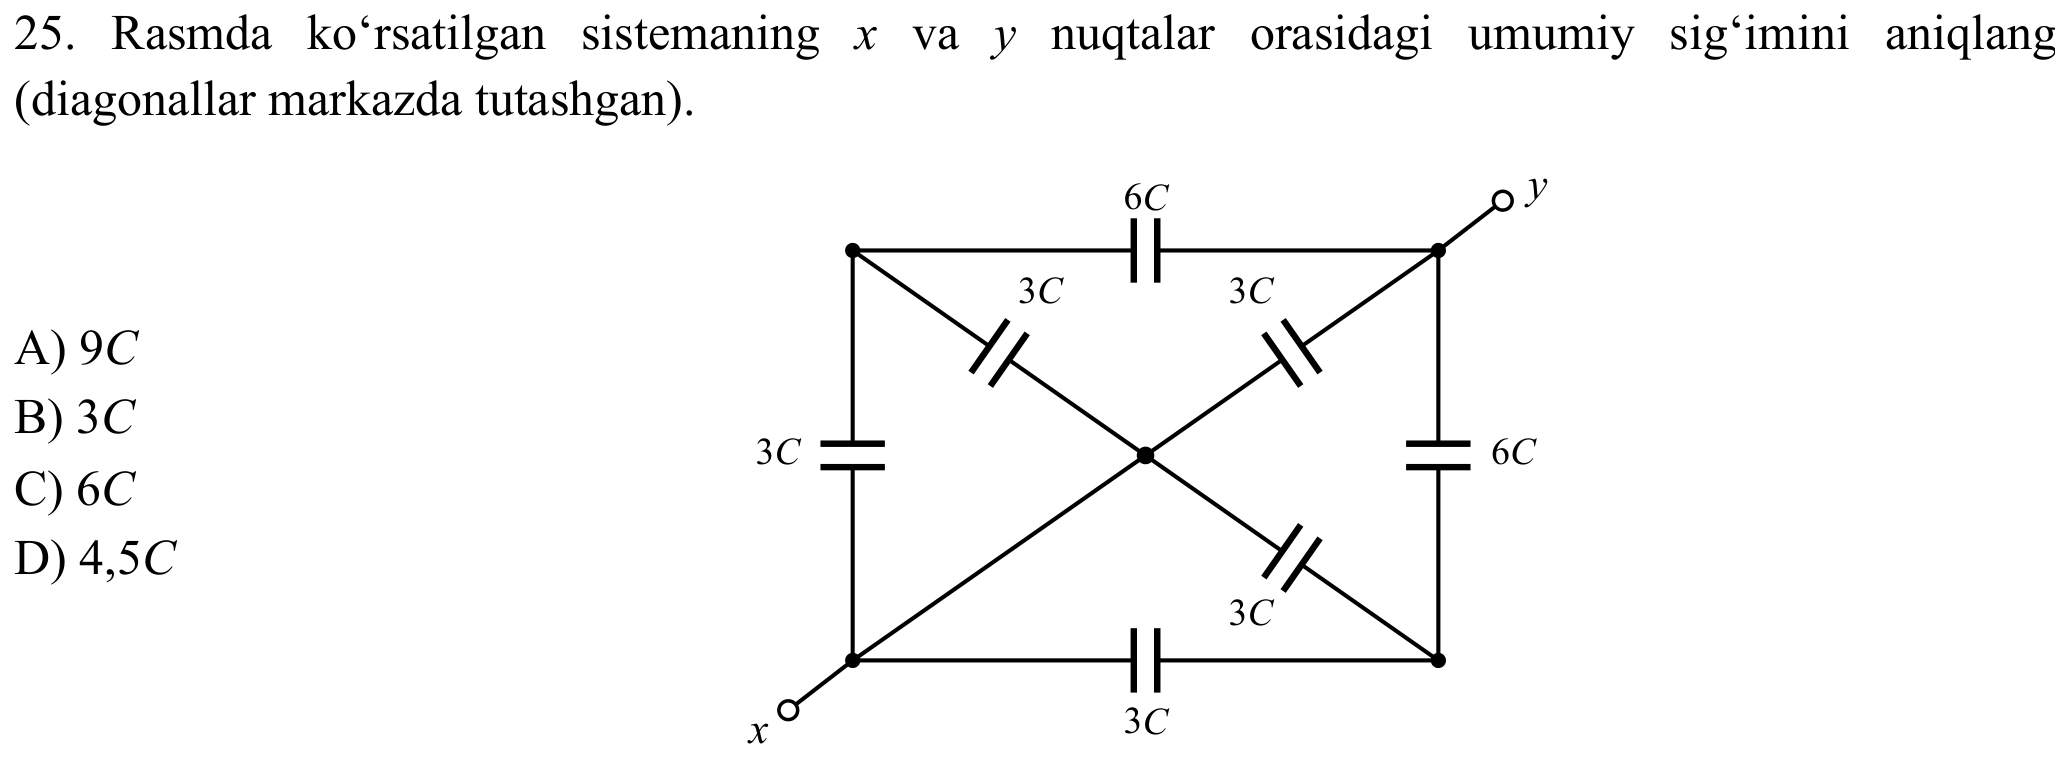 25. Rasmda ko‘rsatilgan sistemaning x va y nuqtalar orasidagi umumiy sig‘imini aniqlang
(diagonallar markazda tutashgan).
6C
y
3C
3C
A) 9C
B) 3C
3C
6C
C) 6C
D) 4,5C
3C
x
3C